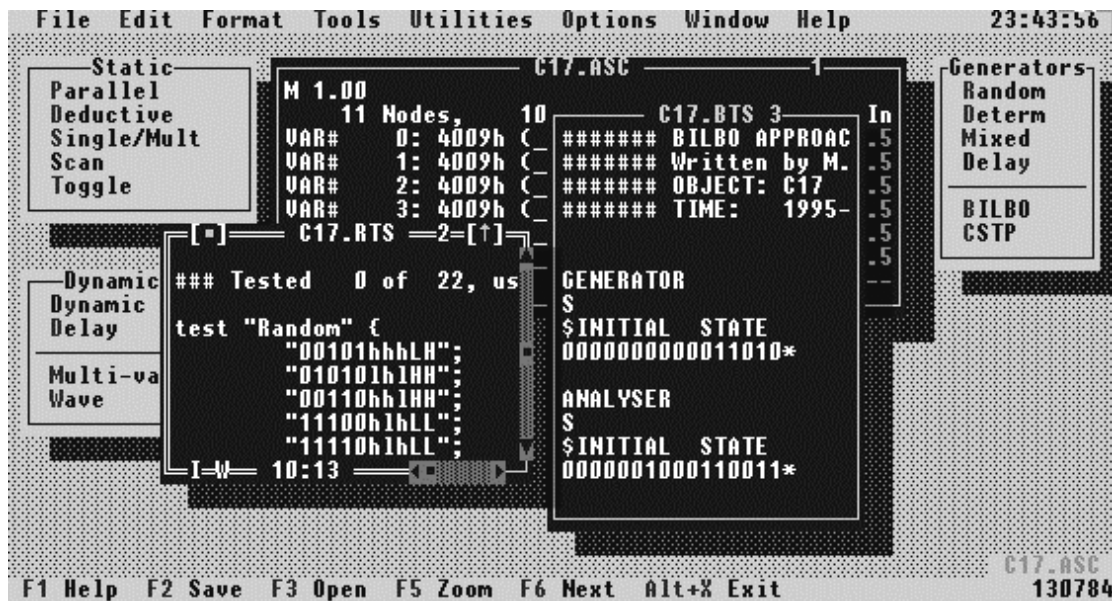 File Edit Format Tools Utilities Options Window Help 23:43:56
Static
Parallel
Deductive
Single/Mult
Scan
Toggle
C17.ASC 1
M 1.00
11 Nodes, 10 In
VAR# 0: 4009h (_ .5
VAR# 1: 4009h (_ .5
VAR# 2: 4009h (_ .5
VAR# 3: 4009h (_ .5
.5
.5
--
C17.BTS 3
####### BILBO APPROAC
####### Written by M.
####### OBJECT: C17
####### TIME: 1995-
GENERATOR
S
$INITIAL STATE
0000000000011010*
ANALYSER
S
$INITIAL STATE
0000001000110011*
Generators
Random
Determ
Mixed
Delay
BILBO
CSTP
[▪] C17.RTS 2=[↑]
### Tested 0 of 22, us
test "Random" {
"00101hhhLH";
"01010lhlHH";
"00110hhlHH";
"11100hlhLL";
"11110hlhLL";
I=W 10:13
Dynamic
Dynamic
Delay
Multi-va
Wave
C17.ASC
F1 Help F2 Save F3 Open F5 Zoom F6 Next Alt+X Exit 130784